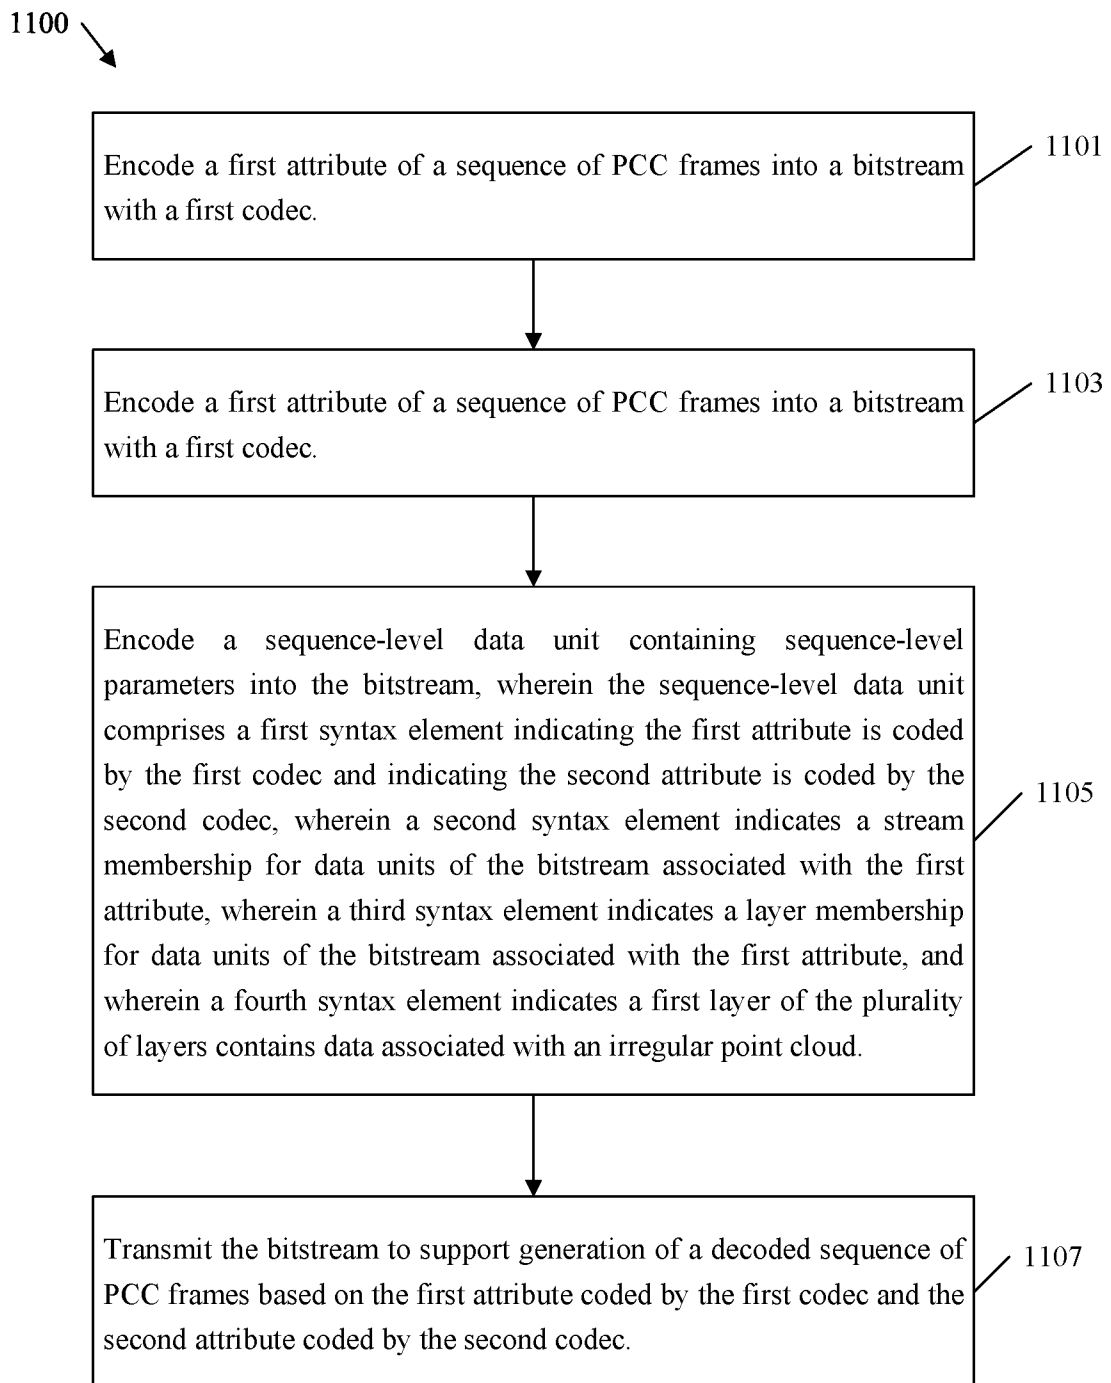 1100
Encode a first attribute of a sequence of PCC frames into a bitstream
with a first codec.
1101
Encode a first attribute of a sequence of PCC frames into a bitstream
with a first codec.
1103
Encode a sequence-level data unit containing sequence-level
parameters into the bitstream, wherein the sequence-level data unit
comprises a first syntax element indicating the first attribute is coded
by the first codec and indicating the second attribute is coded by the
second codec, wherein a second syntax element indicates a stream
membership for data units of the bitstream associated with the first
attribute, wherein a third syntax element indicates a layer membership
for data units of the bitstream associated with the first attribute, and
wherein a fourth syntax element indicates a first layer of the plurality
of layers contains data associated with an irregular point cloud.
1105
Transmit the bitstream to support generation of a decoded sequence of
PCC frames based on the first attribute coded by the first codec and the
second attribute coded by the second codec.
1107